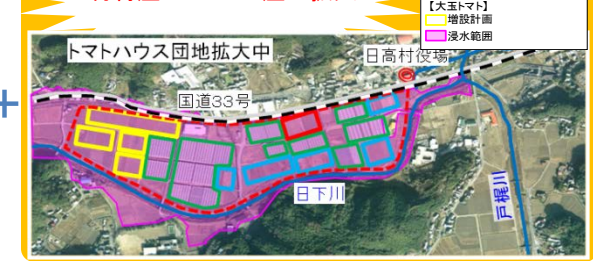 【大玉トマト】
増設計画
浸水範囲
トマトハウス団地拡大中
日高村役場
国道33号
日下川
戸梶川